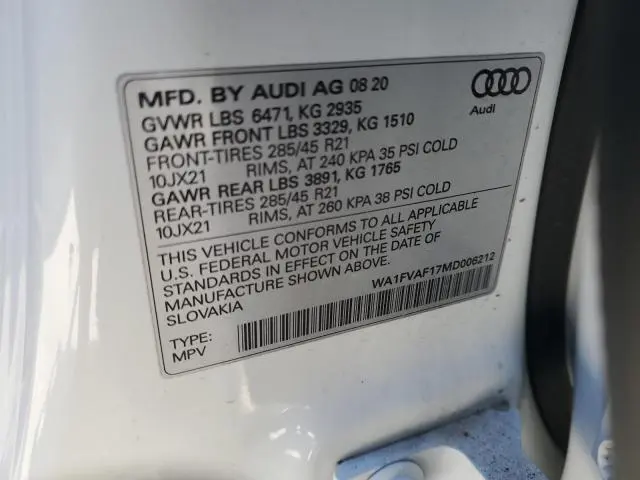 MFD. BY AUDI AG 08 20
GVWR LBS 6471, KG 2935
GAWR FRONT LBS 3329, KG 1510
FRONT-TIRES 285/45 R21
10JX21 RIMS, AT 240 KPA 35 PSI COLD
GAWR REAR LBS 3891, KG 1765
REAR-TIRES 285/45 R21
10JX21 RIMS, AT 260 KPA 38 PSI COLD
THIS VEHICLE CONFORMS TO ALL APPLICABLE
U.S. FEDERAL MOTOR VEHICLE SAFETY
STANDARDS IN EFFECT ON THE DATE OF
MANUFACTURE SHOWN ABOVE.
SLOVAKIA
WA1FVAF17MD006212
TYPE:
MPV
Audi